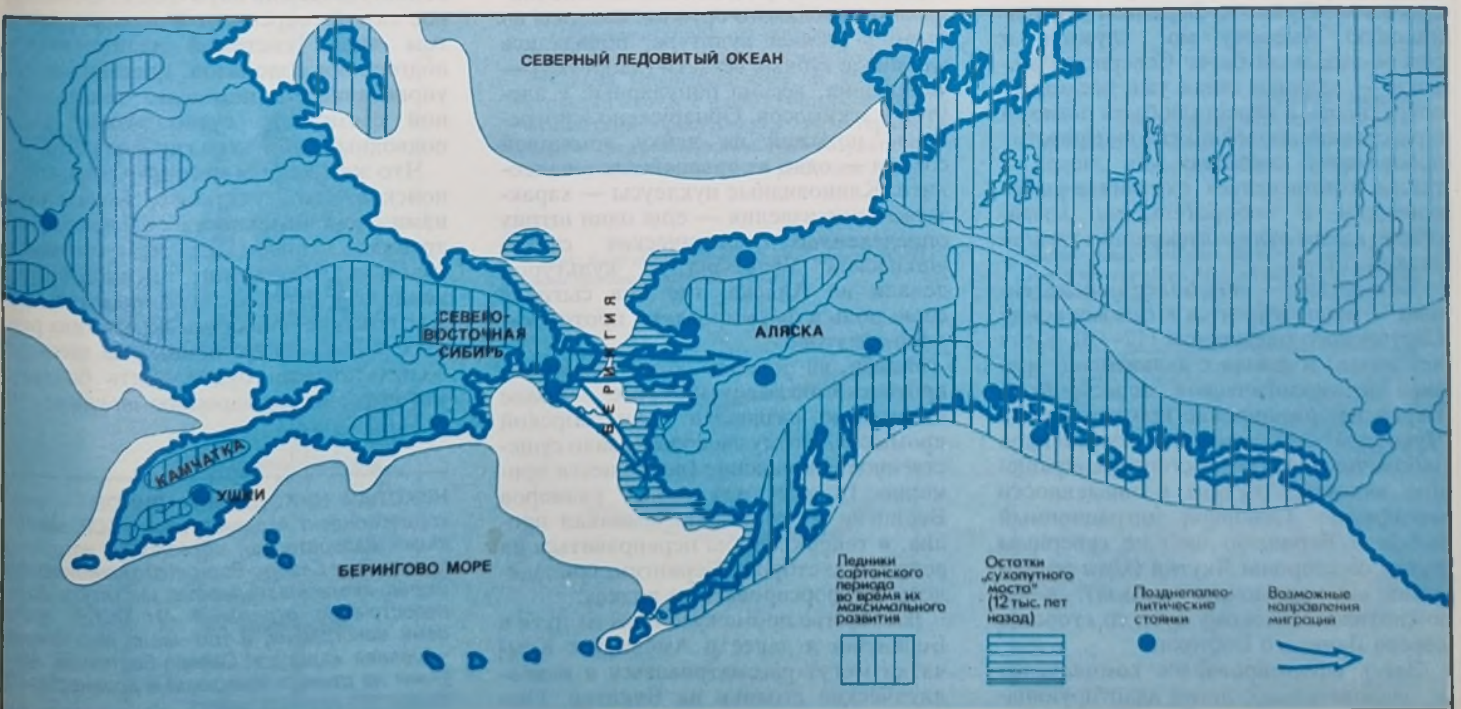 СЕВЕРНЫЙ ЛЕДОВИТЫЙ ОКЕАН
СЕВЕРО-
ВОСТОЧНАЯ
СИБИРЬ
БЕРИНГИЯ
АЛЯСКА
КАМЧАТКА
УШКИ
БЕРИНГОВО МОРЕ
Ледники
сартанского
периода
во время их
максимального
развития
Остатки
„сухопутного
моста"
(12 тыс. лет
назад)
Позднепалео-
литические
стоянки
Возможные
направления
миграций